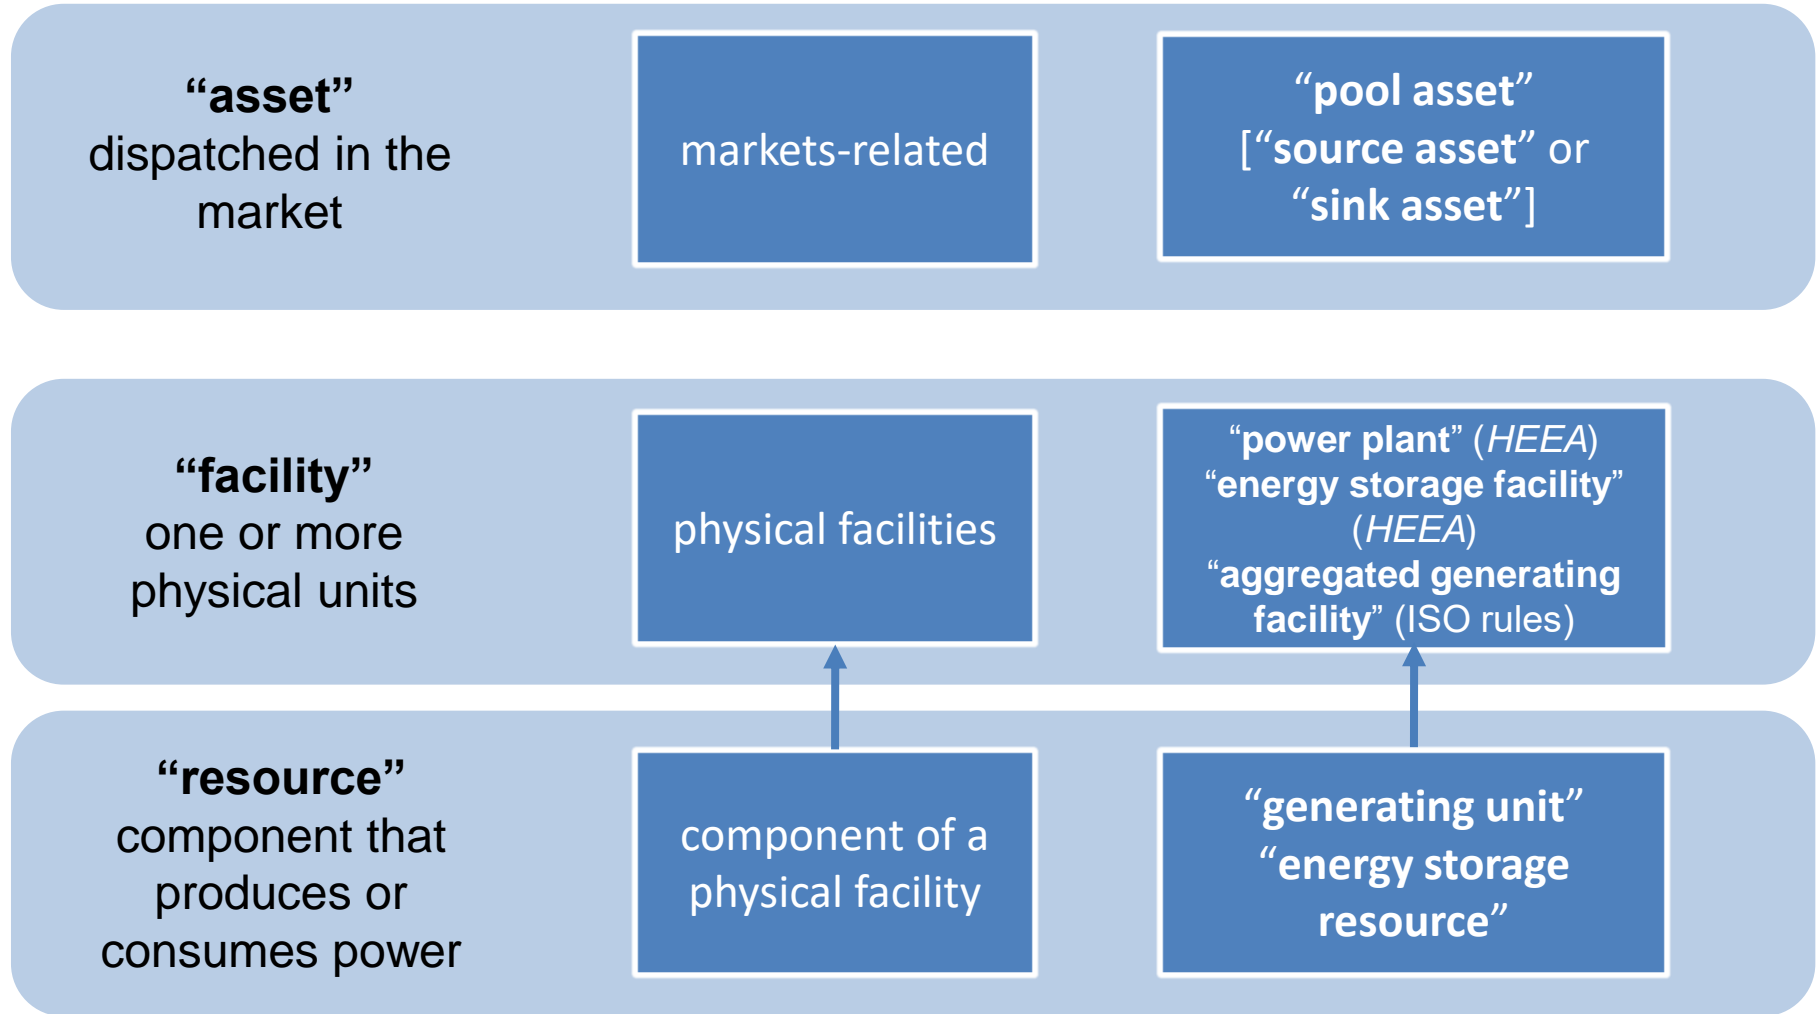 “asset”
dispatched in the
market
markets-related
“pool asset”
[“source asset” or
“sink asset”]
“facility”
one or more
physical units
physical facilities
“power plant” (HEEA)
“energy storage facility”
(HEEA)
“aggregated generating
facility” (ISO rules)
“resource”
component that
produces or
consumes power
component of a
physical facility
“generating unit”
“energy storage
resource”